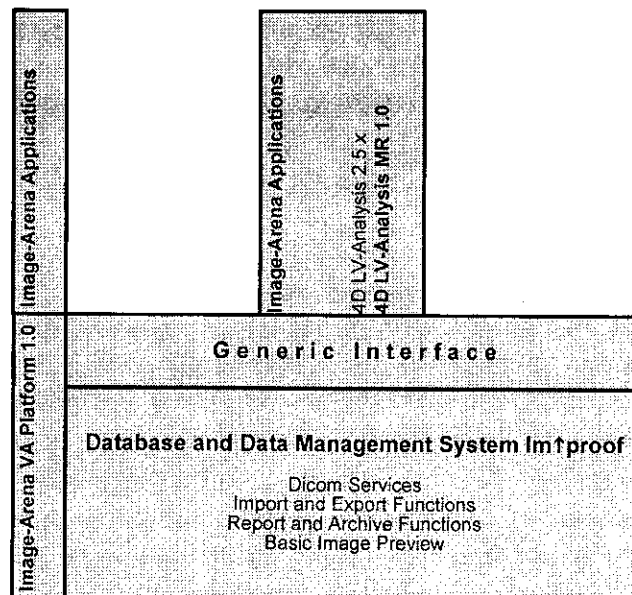 Image-Arena Applications
Image-Arena Applications
4D LV-Analysis 2.5 x
4D LV-Analysis MR 1.0
Image-Arena VA Platform 1.0
Generic Interface
Database and Data Management System Im↑proof
Dicom Services
Import and Export Functions
Report and Archive Functions
Basic Image Preview